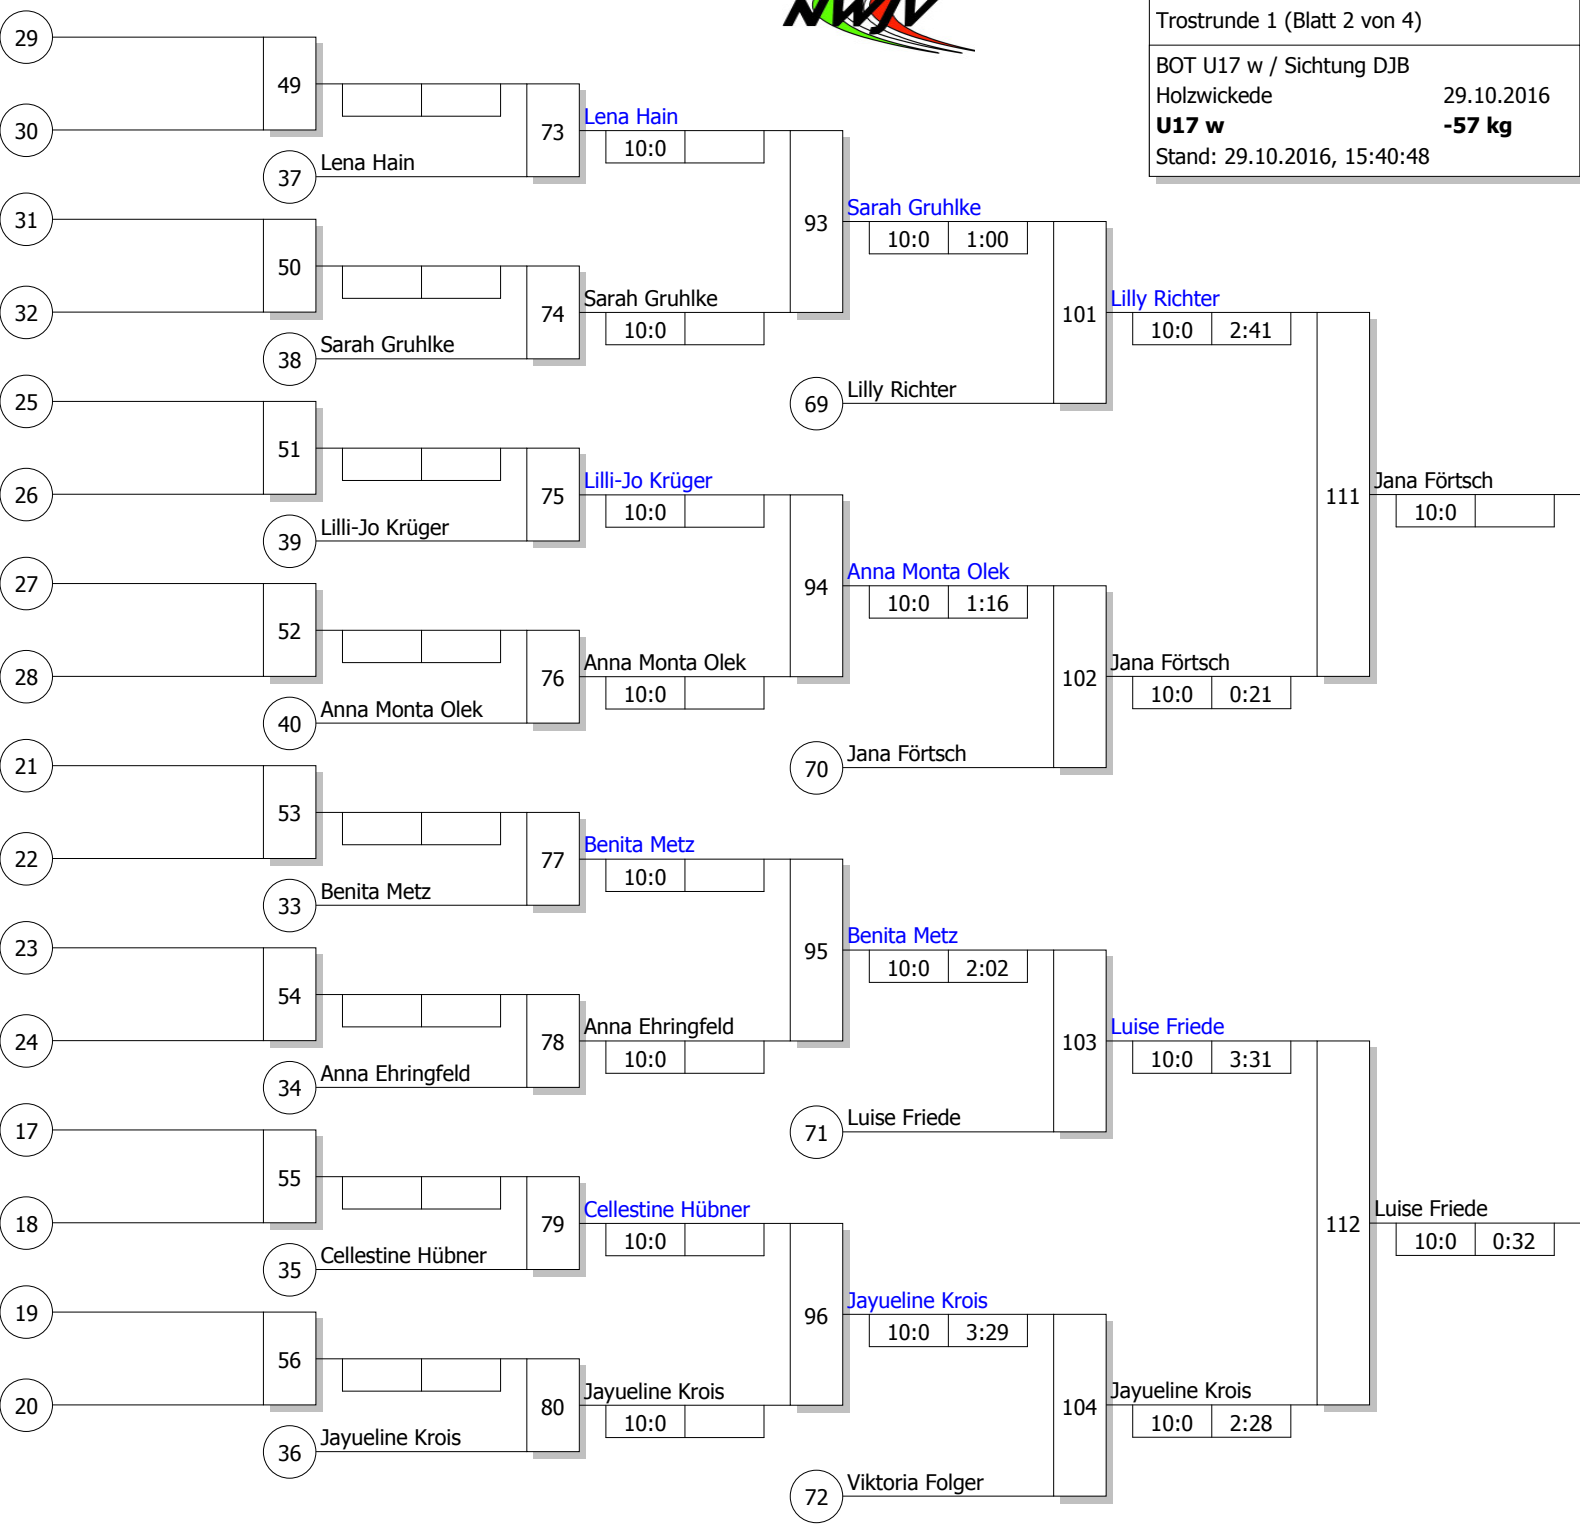 NWJV
Trostrunde 1 (Blatt 2 von 4)
BOT U17 w / Sichtung DJB
Holzwickede 29.10.2016
U17 w -57 kg
Stand: 29.10.2016, 15:40:48
29
49
30
73
Lena Hain
10:0
37
Lena Hain
93
Sarah Gruhlke
10:0 1:00
31
50
32
74
Sarah Gruhlke
10:0
38
Sarah Gruhlke
101
Lilly Richter
10:0 2:41
69
Lilly Richter
25
51
26
75
Lilli-Jo Krüger
10:0
39
Lilli-Jo Krüger
111
Jana Förtsch
10:0
94
Anna Monta Olek
10:0 1:16
27
52
28
76
Anna Monta Olek
10:0
40
Anna Monta Olek
102
Jana Förtsch
10:0 0:21
70
Jana Förtsch
21
53
22
77
Benita Metz
10:0
33
Benita Metz
95
Benita Metz
10:0 2:02
23
54
24
78
Anna Ehringfeld
10:0
34
Anna Ehringfeld
103
Luise Friede
10:0 3:31
71
Luise Friede
17
55
18
79
Cellestine Hübner
10:0
35
Cellestine Hübner
112
Luise Friede
10:0 0:32
96
Jayueline Krois
10:0 3:29
19
56
20
80
Jayueline Krois
10:0
36
Jayueline Krois
104
Jayueline Krois
10:0 2:28
72
Viktoria Folger